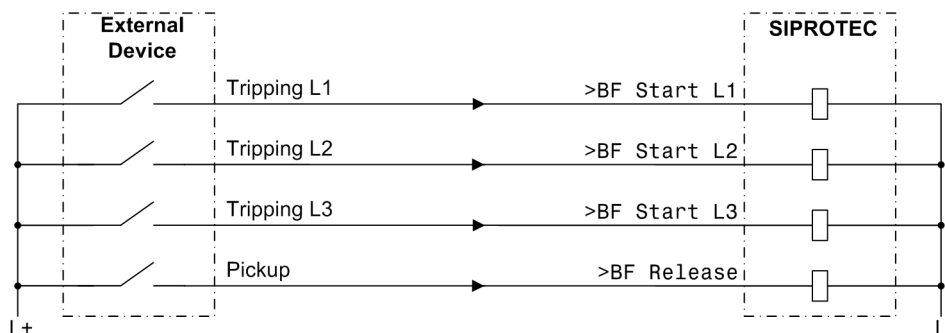 External
Device
SIPROTEC
Tripping L1
>BF Start L1
Tripping L2
>BF Start L2
Tripping L3
>BF Start L3
Pickup
>BF Release